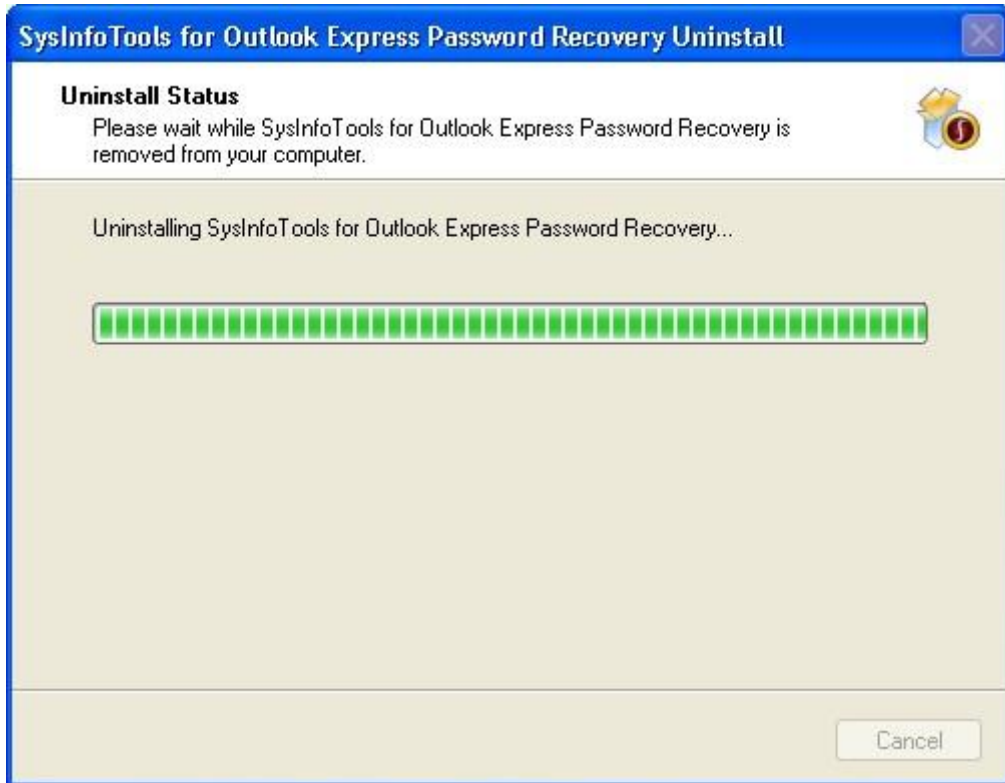 SysInfoTools for Outlook Express Password Recovery Uninstall
Uninstall Status
Please wait while SysInfoTools for Outlook Express Password Recovery is
removed from your computer.
Uninstalling SysInfoTools for Outlook Express Password Recovery...
Cancel